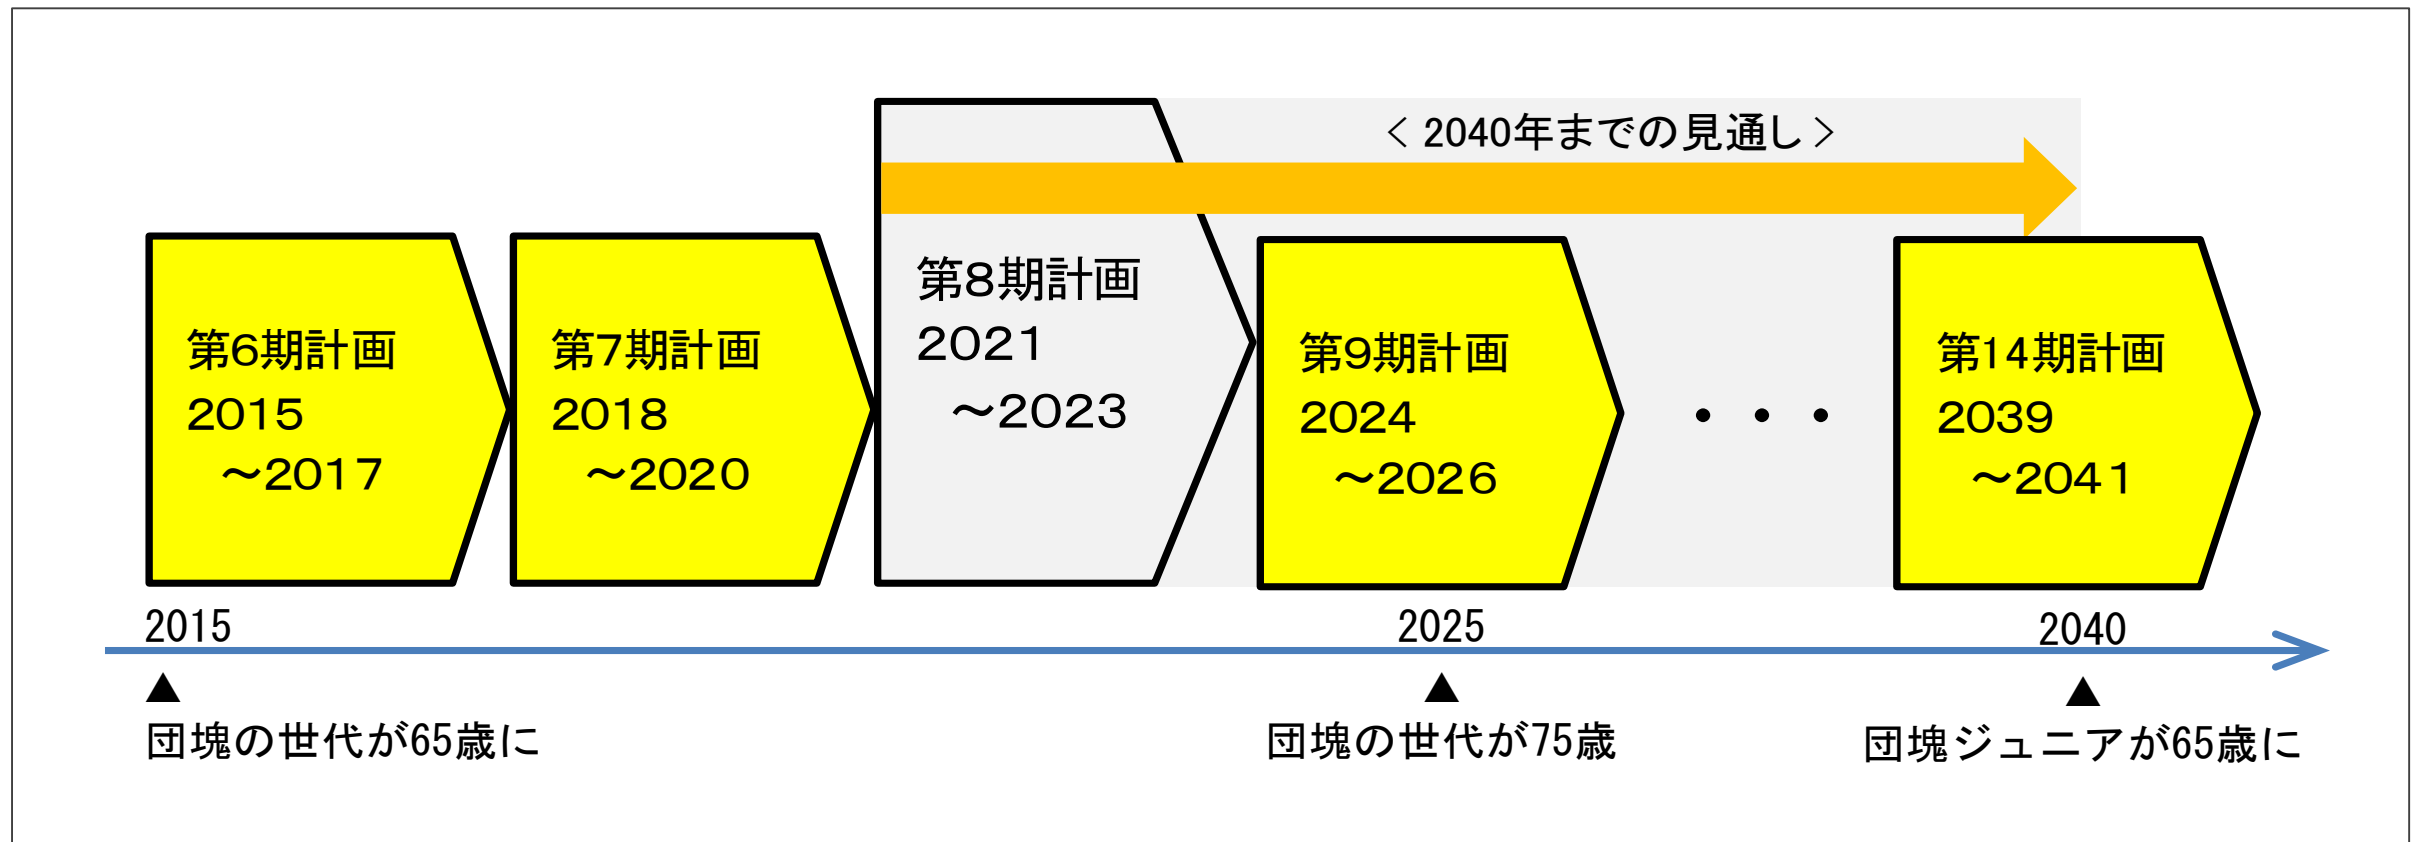 ＜2040年までの見通し＞
第6期計画
2015
～2017
第7期計画
2018
～2020
第8期計画
2021
～2023
第9期計画
2024
～2026
・・・
第14期計画
2039
～2041
2015
2025
2040
▲
▲
▲
団塊の世代が65歳に
団塊の世代が75歳
団塊ジュニアが65歳に